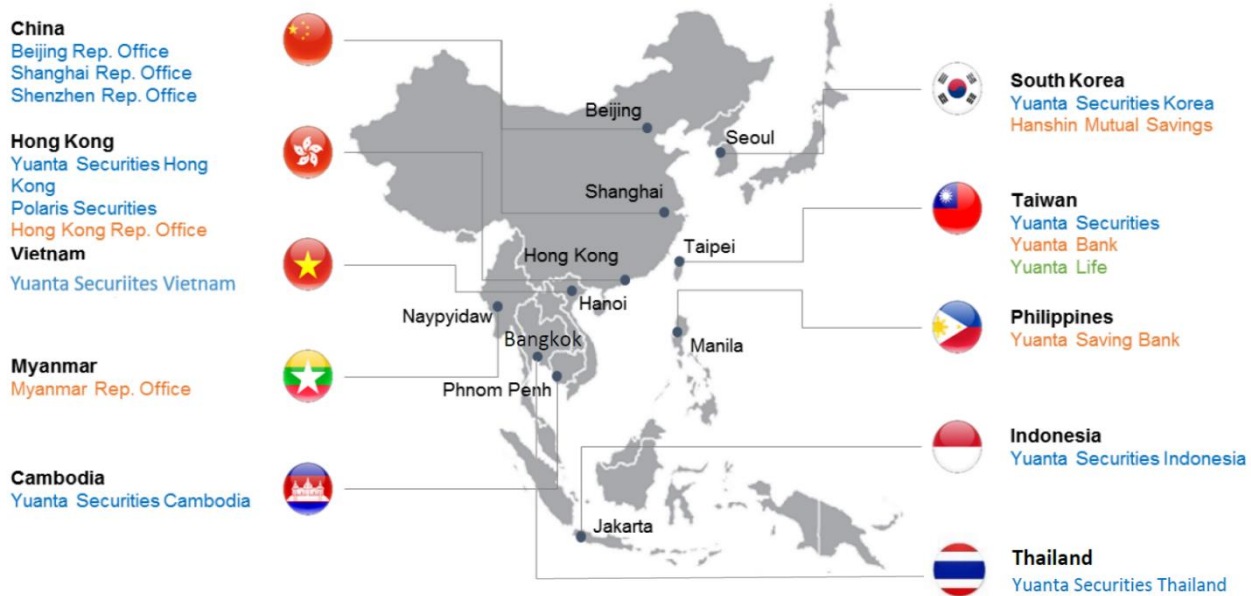 China
Beijing Rep. Office
Shanghai Rep. Office
Shenzhen Rep. Office
Hong Kong
Yuanta Securities Hong
Kong
Polaris Securities
Hong Kong Rep. Office
Vietnam
Yuanta Securiites Vietnam
Myanmar
Myanmar Rep. Office
Cambodia
Yuanta Securities Cambodia
Beijing
Seoul
Shanghai
Taipei
Hong Kong
Hanoi
Naypyidaw
Bangkok
Manila
Phnom Penh
Jakarta
South Korea
Yuanta Securities Korea
Hanshin Mutual Savings
Taiwan
Yuanta Securities
Yuanta Bank
Yuanta Life
Philippines
Yuanta Saving Bank
Indonesia
Yuanta Securities Indonesia
Thailand
Yuanta Securities Thailand